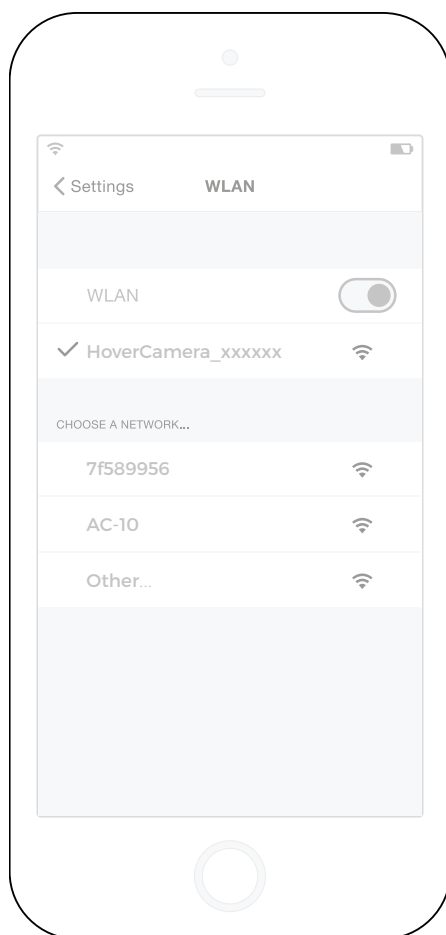 Settings WLAN
WLAN
HoverCamera_xxxxxx
CHOOSE A NETWORK...
7f589956
AC-10
Other...